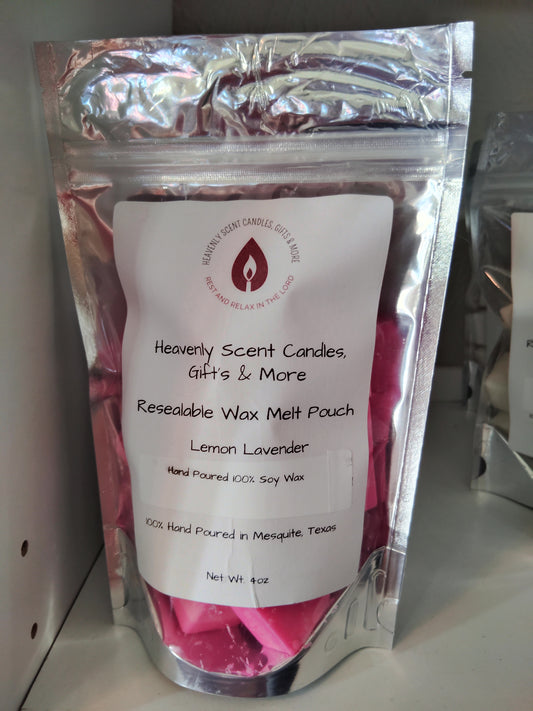 HEAVENLY SCENT CANDLES, GIFTS & MORE
REST AND RELAX IN THE LORD
Heavenly Scent Candles,
Gift's & More
Resealable Wax Melt Pouch
Lemon Lavender
Hand Poured 100% Soy Wax
100% Hand Poured in Mesquite, Texas
Net Wt. 4oz